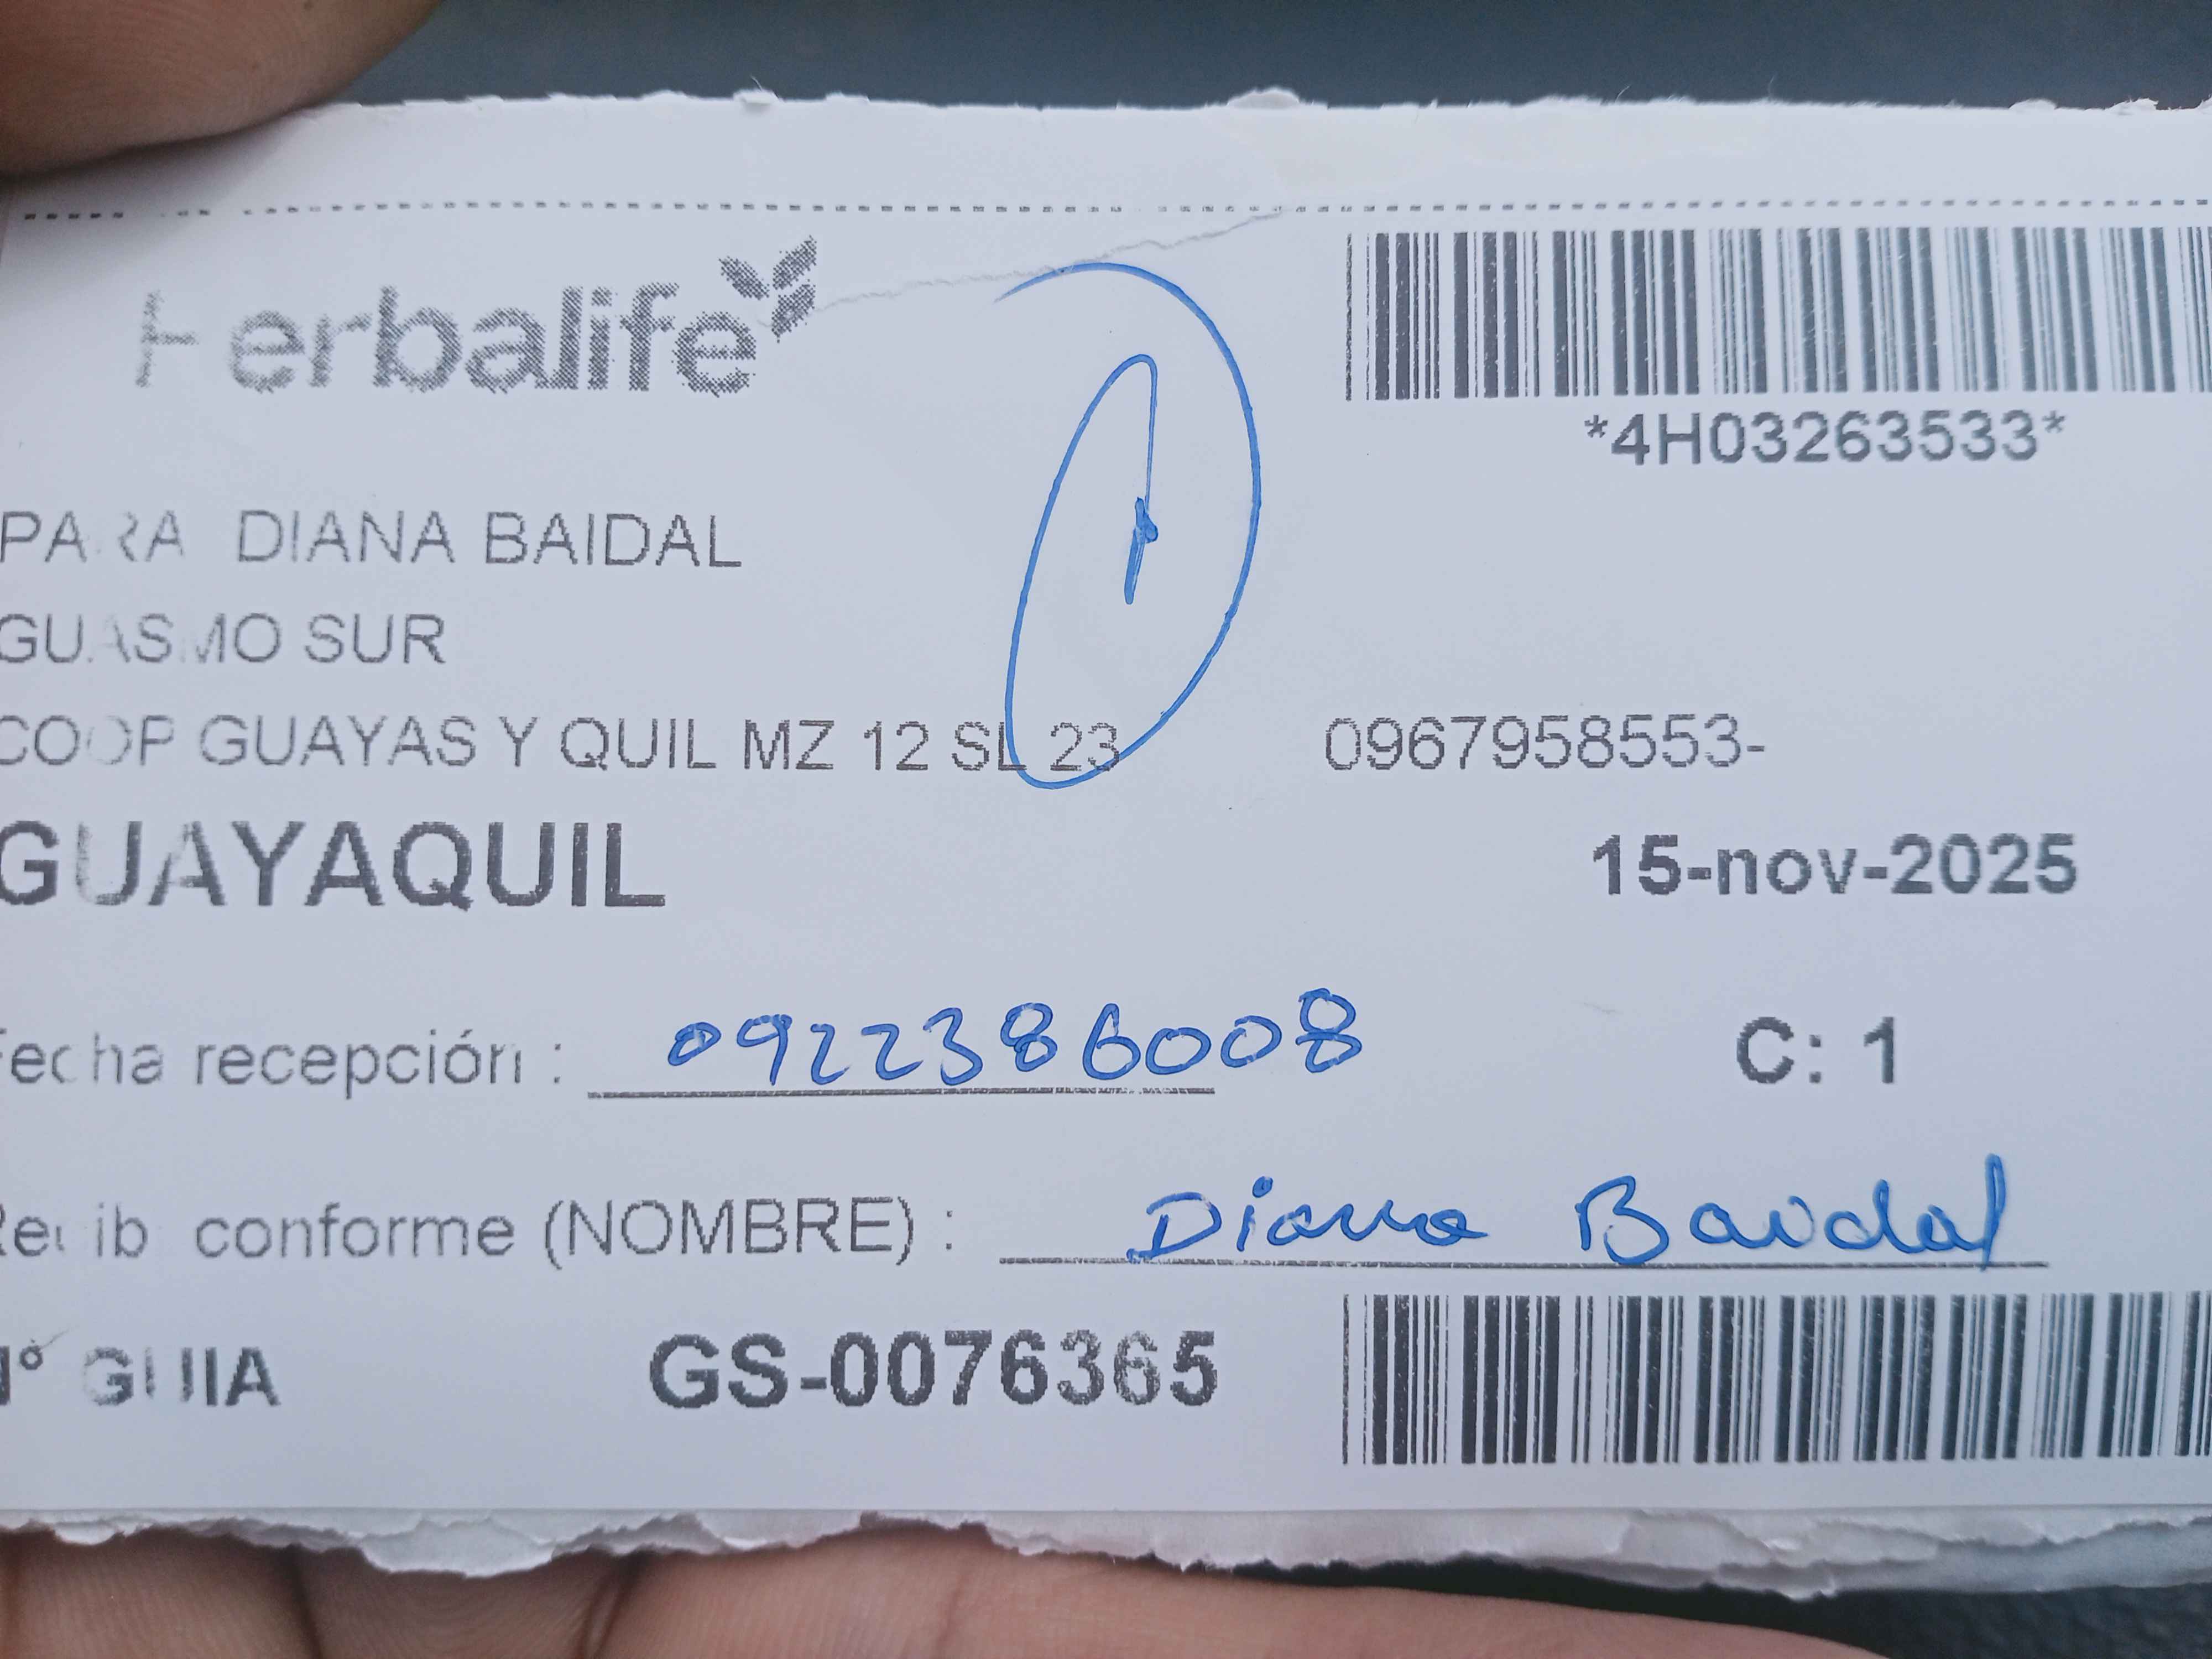 Herbalife
*4H03263533*
PARA DIANA BAIDAL
GUASMO SUR
COOP GUAYAS Y QUIL MZ 12 SL 23 0967958553-
GUAYAQUIL 15-nov-2025
Fecha recepción : 0922386008 C: 1
Recib conforme (NOMBRE) : Diana Baidal
N° GUIA GS-0076365